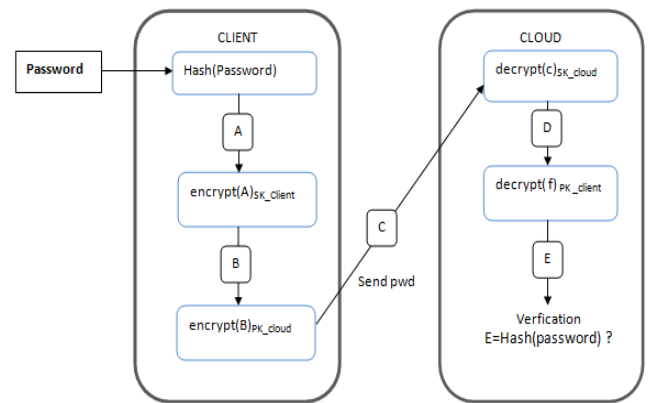 CLIENT
Password
Hash(Password)
A
encrypt(A)SK_Client
B
encrypt(B)PK_cloud
C
Send pwd
CLOUD
decrypt(c)SK_cloud
D
decrypt(f) PK_client
E
Verfication
E=Hash(password) ?